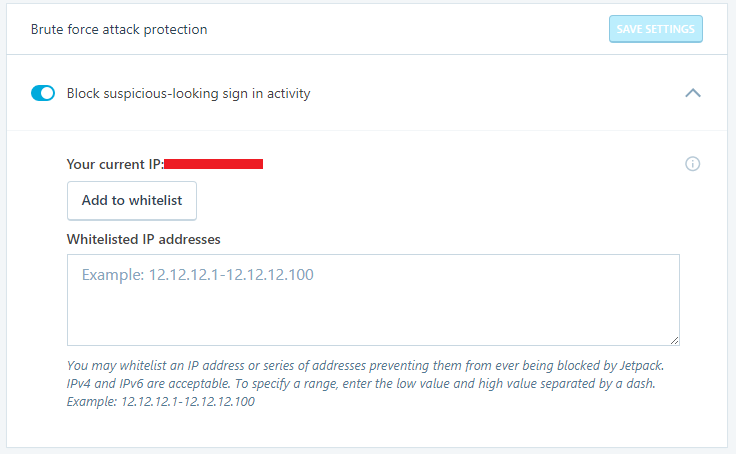 Brute force attack protection
SAVE SETTINGS
Block suspicious-looking sign in activity
Your current IP:
Add to whitelist
Whitelisted IP addresses
Example: 12.12.12.1-12.12.12.100
You may whitelist an IP address or series of addresses preventing them from ever being blocked by Jetpack.
IPv4 and IPv6 are acceptable. To specify a range, enter the low value and high value separated by a dash.
Example: 12.12.12.1-12.12.12.100